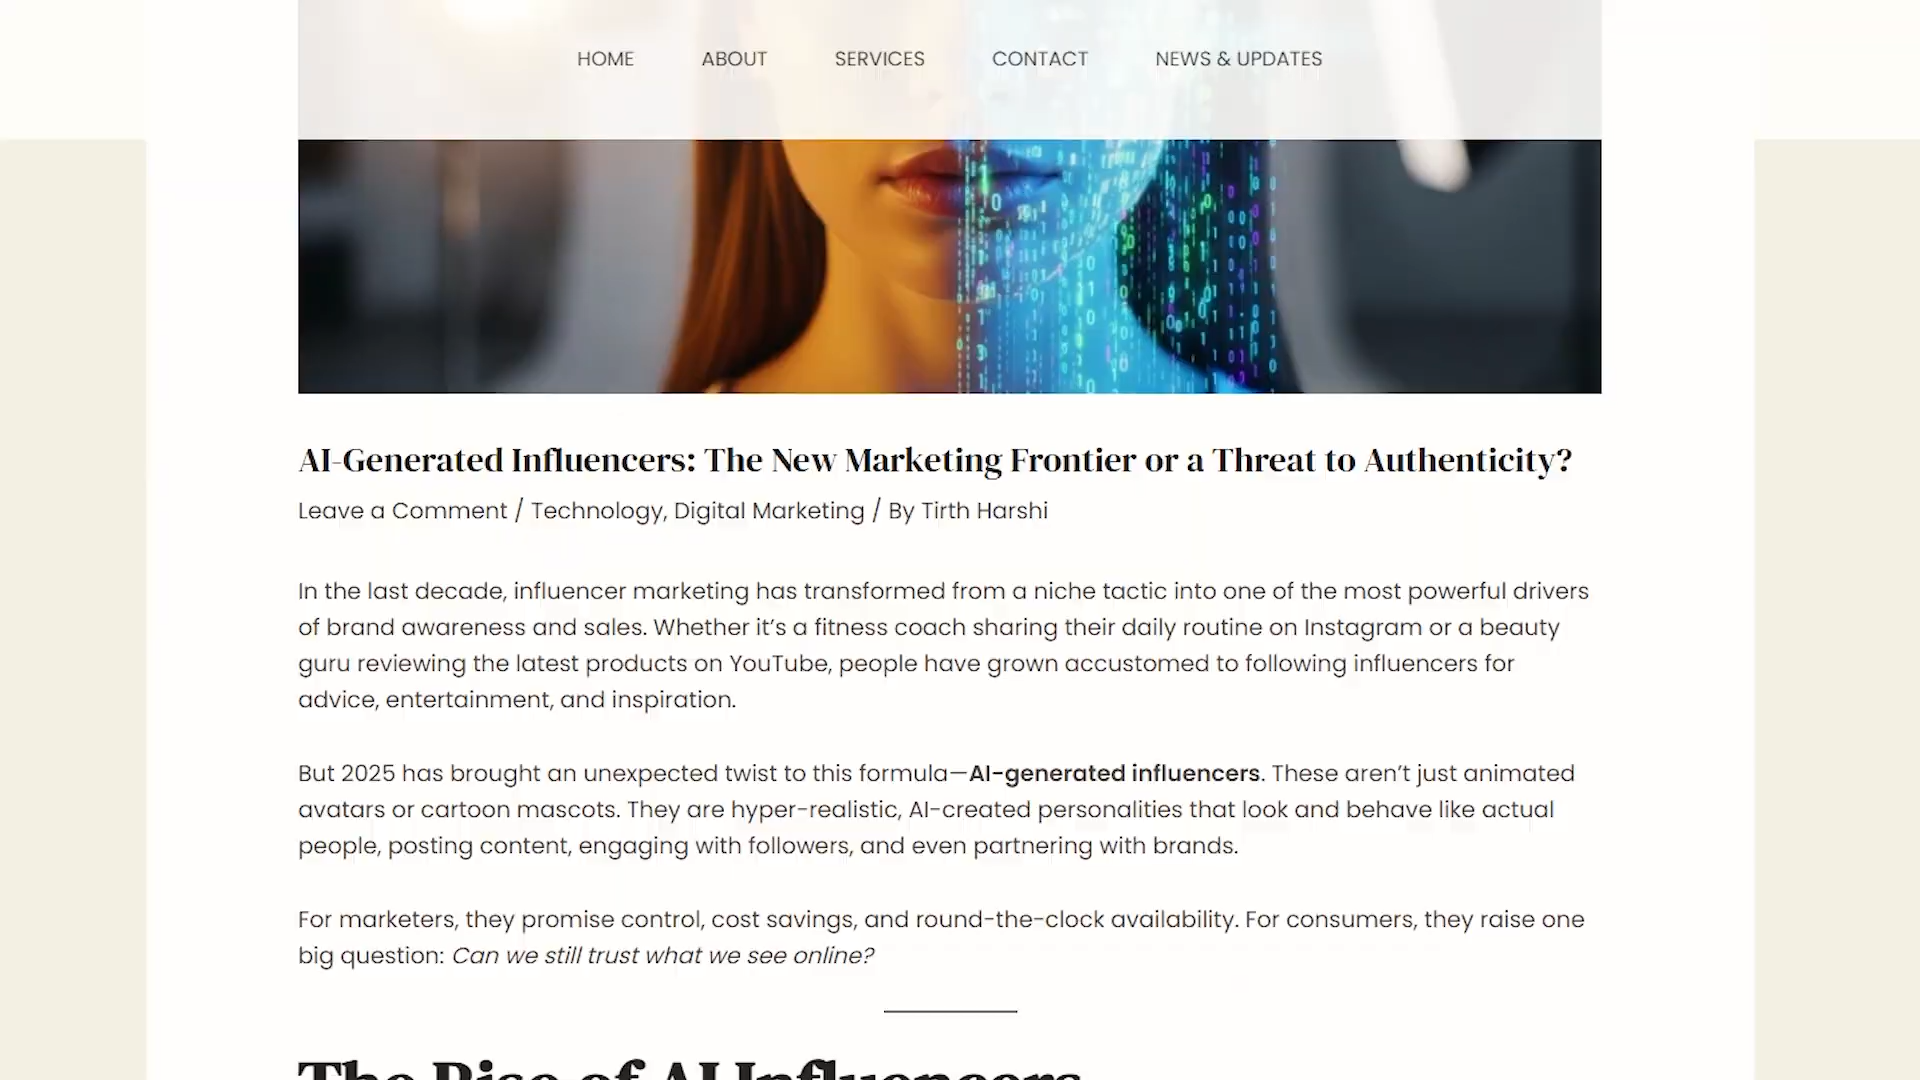 HOME ABOUT SERVICES CONTACT NEWS & UPDATES
AI-Generated Influencers: The New Marketing Frontier or a Threat to Authenticity?
Leave a Comment / Technology, Digital Marketing / By Tirth Harshi
In the last decade, influencer marketing has transformed from a niche tactic into one of the most powerful drivers
of brand awareness and sales. Whether it’s a fitness coach sharing their daily routine on Instagram or a beauty
guru reviewing the latest products on YouTube, people have grown accustomed to following influencers for
advice, entertainment, and inspiration.
But 2025 has brought an unexpected twist to this formula—AI-generated influencers. These aren’t just animated
avatars or cartoon mascots. They are hyper-realistic, AI-created personalities that look and behave like actual
people, posting content, engaging with followers, and even partnering with brands.
For marketers, they promise control, cost savings, and round-the-clock availability. For consumers, they raise one
big question: Can we still trust what we see online?
The Rise of AI Influencers